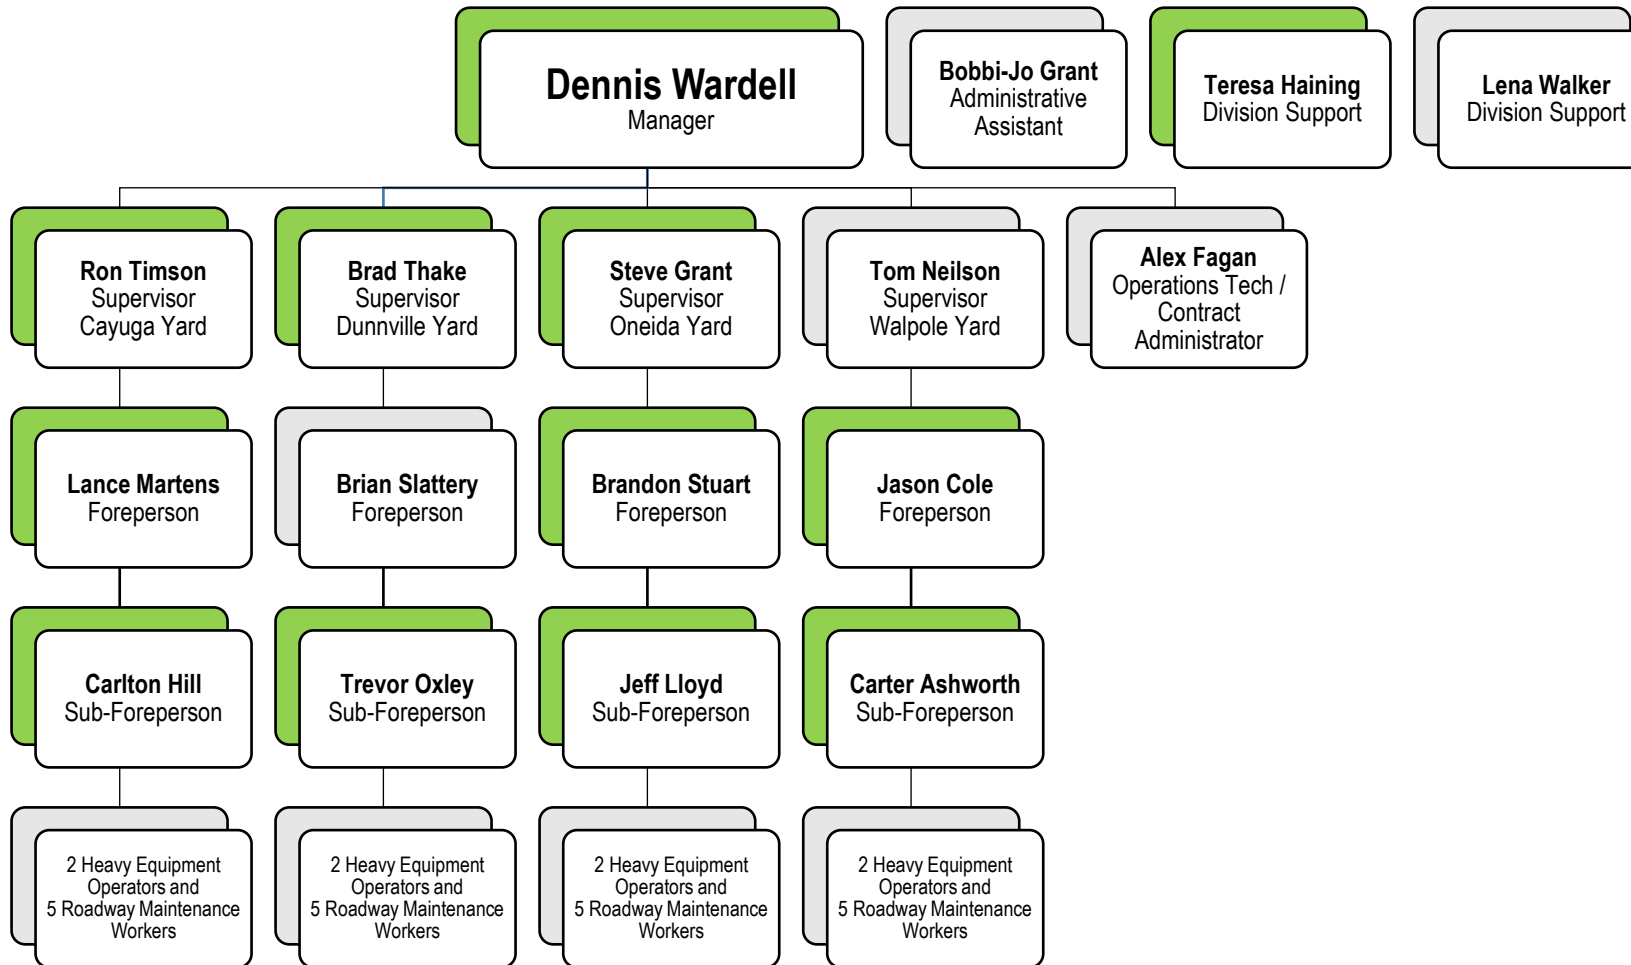 Dennis Wardell
Manager
Bobbi-Jo Grant
Administrative
Assistant
Teresa Haining
Division Support
Lena Walker
Division Support
Ron Timson
Supervisor
Cayuga Yard
Brad Thake
Supervisor
Dunnville Yard
Steve Grant
Supervisor
Oneida Yard
Tom Neilson
Supervisor
Walpole Yard
Alex Fagan
Operations Tech /
Contract
Administrator
Lance Martens
Foreperson
Brian Slattery
Foreperson
Brandon Stuart
Foreperson
Jason Cole
Foreperson
Carlton Hill
Sub-Foreperson
Trevor Oxley
Sub-Foreperson
Jeff Lloyd
Sub-Foreperson
Carter Ashworth
Sub-Foreperson
2 Heavy Equipment
Operators and
5 Roadway Maintenance
Workers
2 Heavy Equipment
Operators and
5 Roadway Maintenance
Workers
2 Heavy Equipment
Operators and
5 Roadway Maintenance
Workers
2 Heavy Equipment
Operators and
5 Roadway Maintenance
Workers